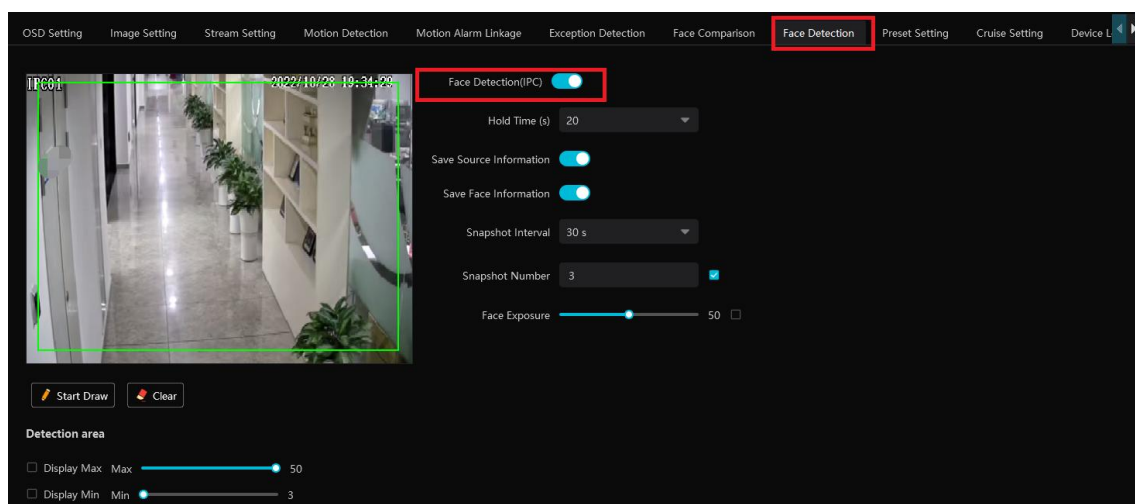 OSD Setting Image Setting Stream Setting Motion Detection Motion Alarm Linkage Exception Detection Face Comparison Face Detection Preset Setting Cruise Setting Device L
IPC01 2022/10/28 19:34:29
Face Detection(IPC)
Hold Time (s) 20
Save Source Information
Save Face Information
Snapshot Interval 30 s
Snapshot Number 3
Face Exposure 50
Start Draw Clear
Detection area
Display Max Max 50
Display Min Min 3